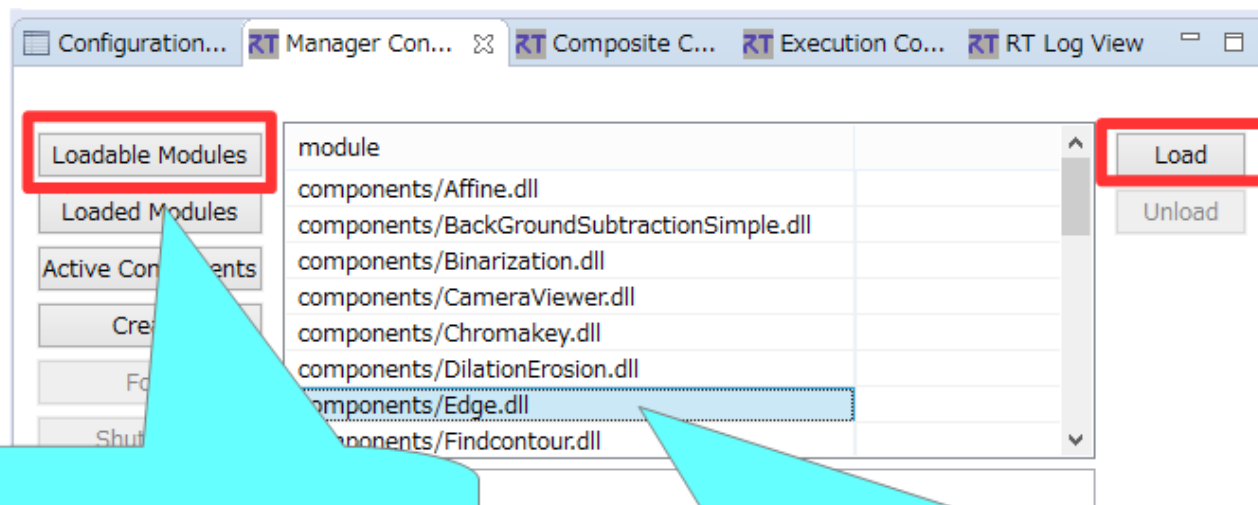 Configuration... RT Manager Con... RT Composite C... RT Execution Co... RT RT Log View
Loadable Modules
Loaded Modules
module
components/Affine.dll
components/BackGroundSubtractionSimple.dll
components/Binarization.dll
components/CameraViewer.dll
components/Chromakey.dll
components/DilationErosion.dll
components/Edge.dll
components/Findcontour.dll
Load
Unload